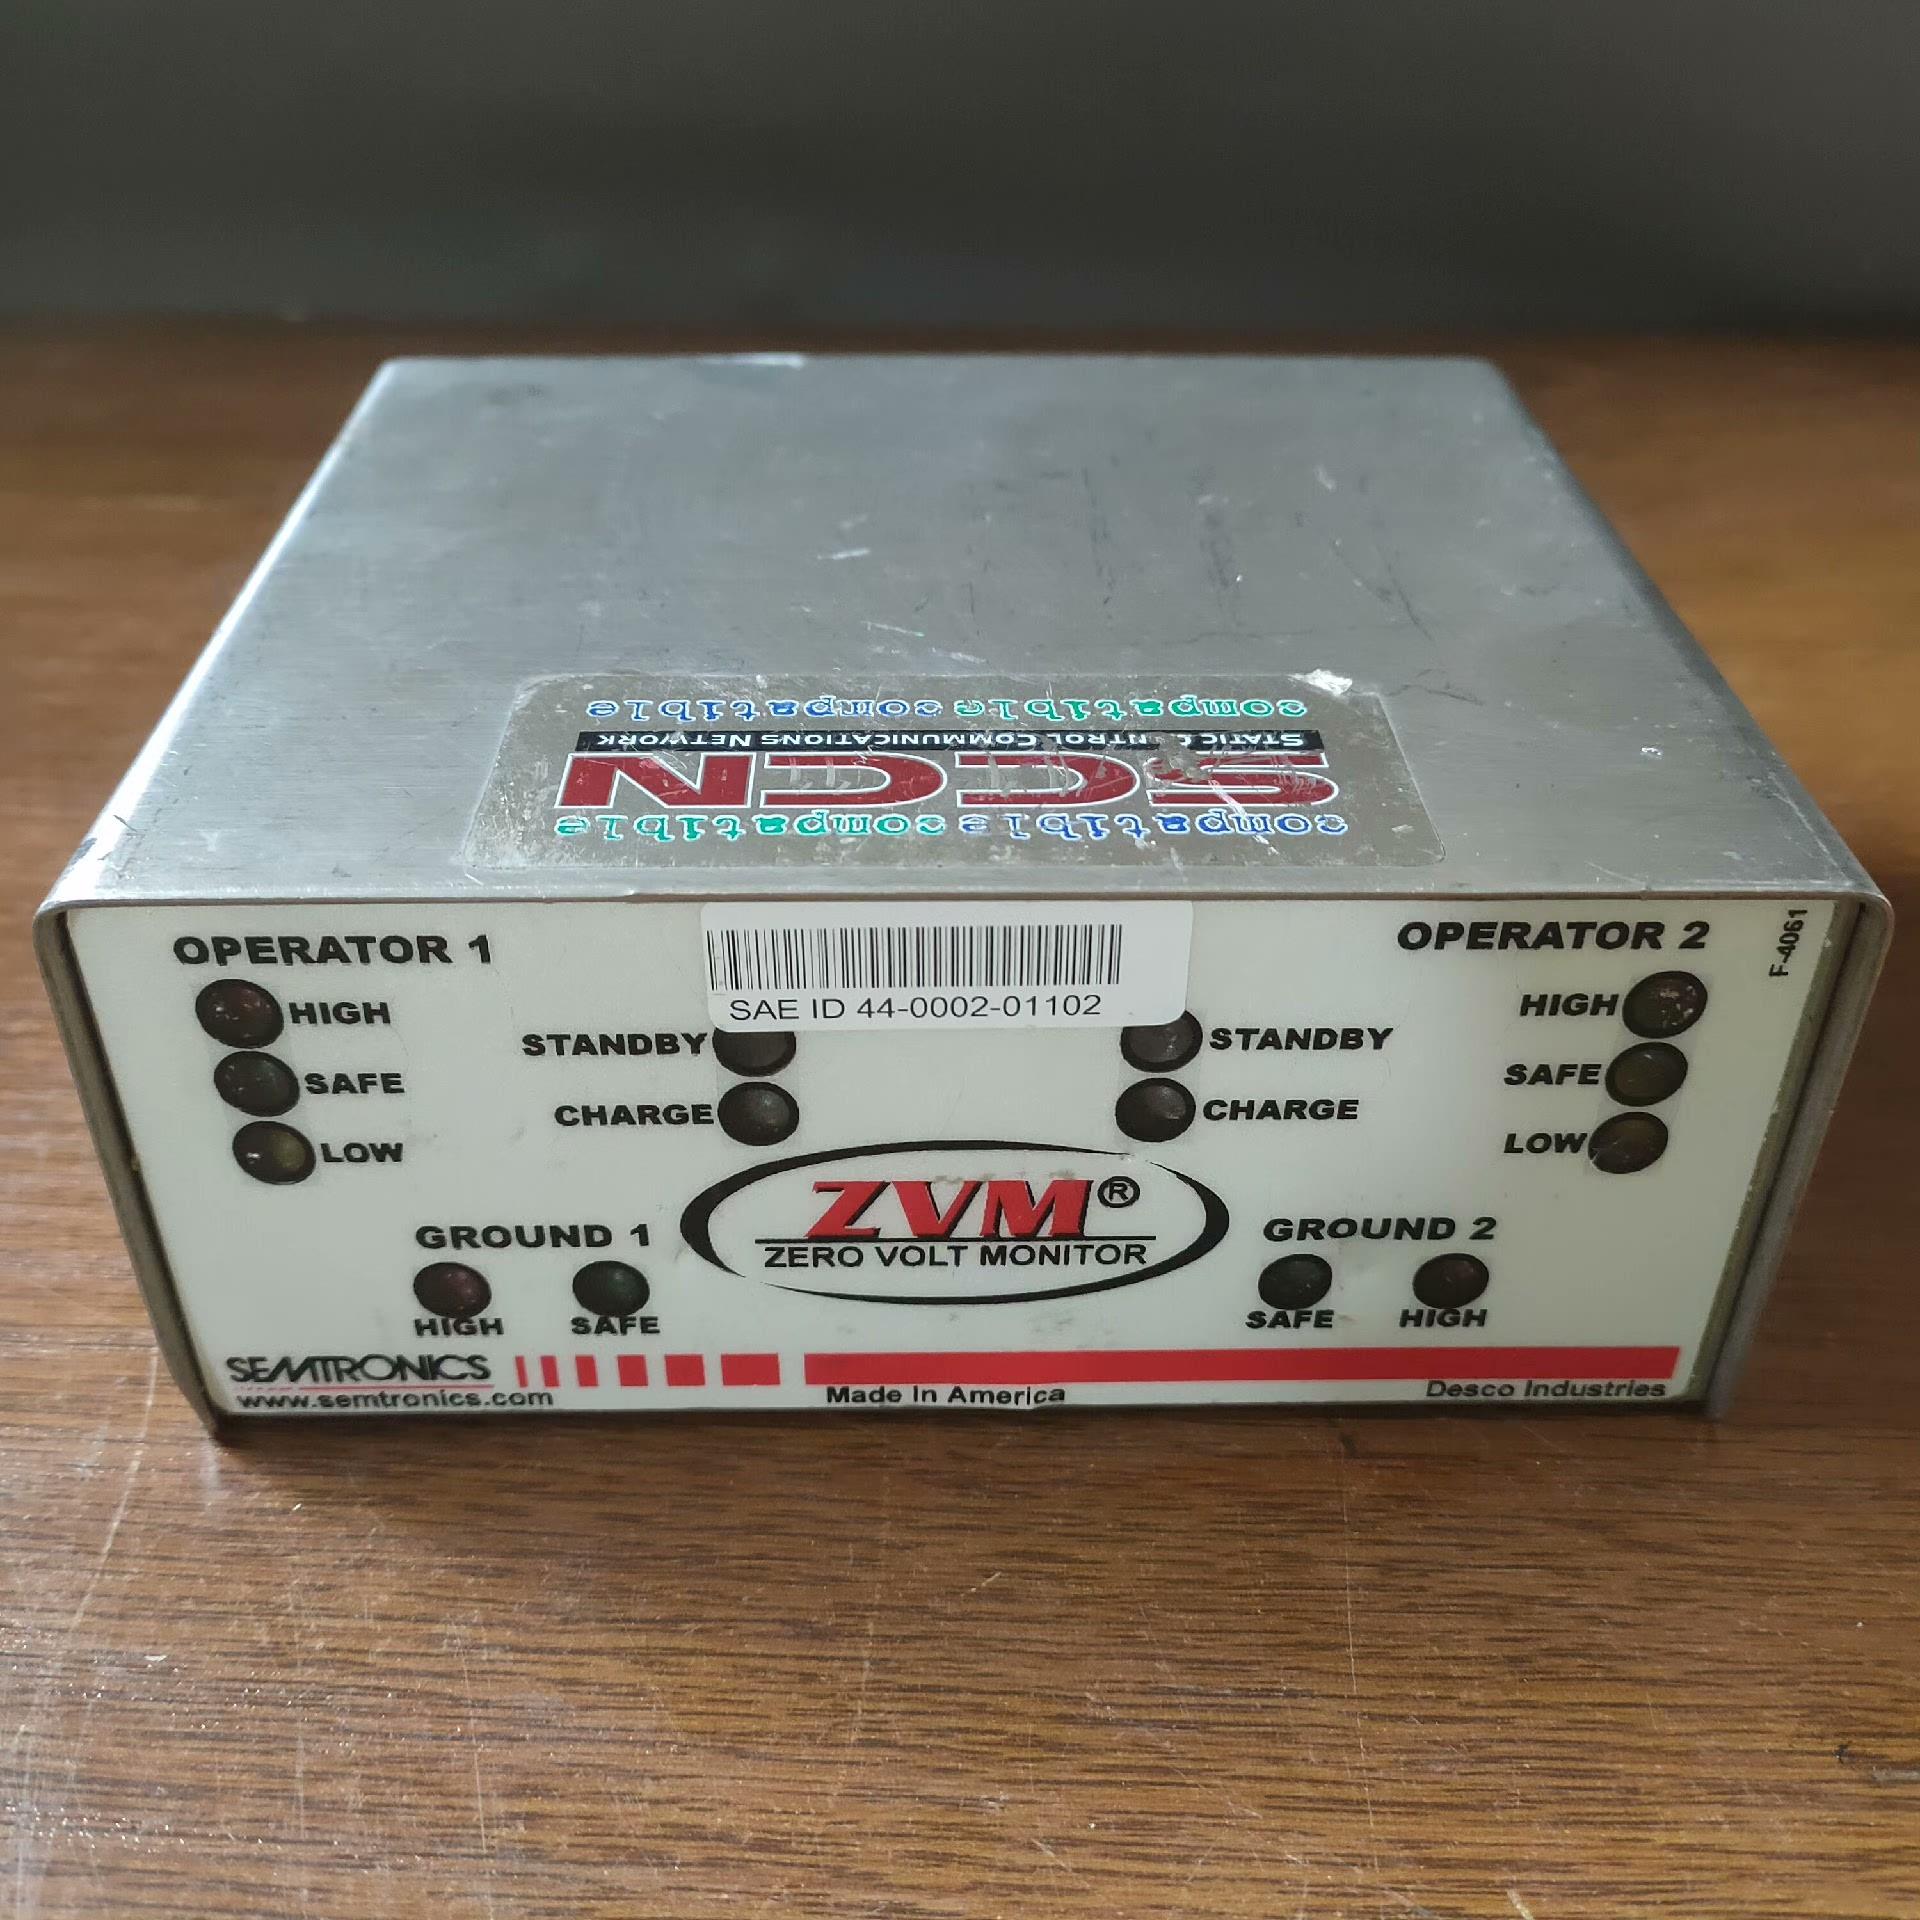 compatible compatible
SCN
STATIC CONTROL COMMUNICATIONS NETWORK
compatible compatible
OPERATOR 1
HIGH
SAFE
LOW
SAE ID 44-0002-01102
STANDBY
CHARGE
STANDBY
CHARGE
OPERATOR 2
F-4061
HIGH
SAFE
LOW
ZVM®
ZERO VOLT MONITOR
GROUND 1
HIGH
SAFE
GROUND 2
SAFE
HIGH
SEMTRONICS
www.semtronics.com
Made In America
Desco Industries